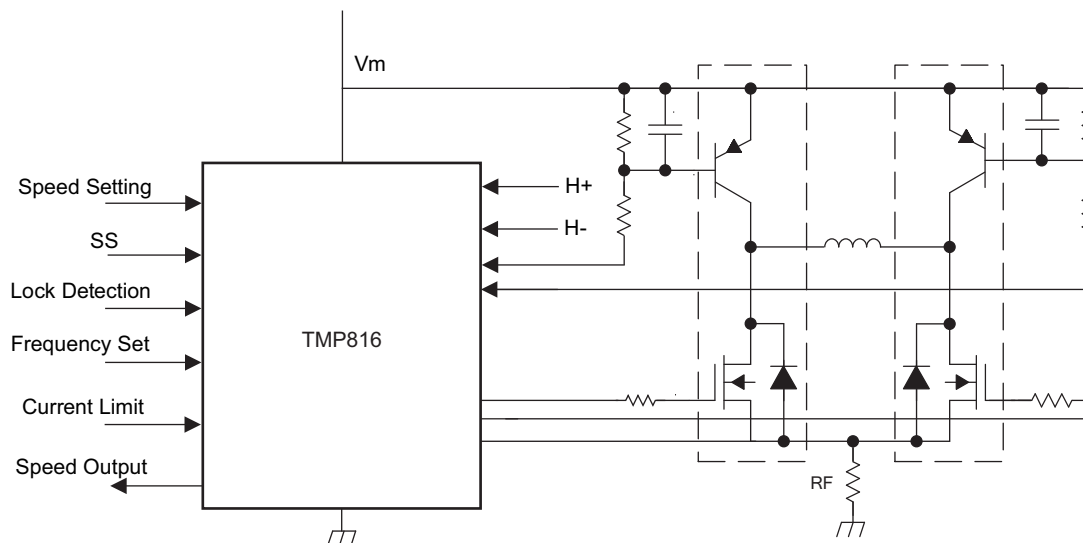 Vm
Speed Setting
H+
SS
H-
Lock Detection
TMP816
Frequency Set
Current Limit
Speed Output
RF